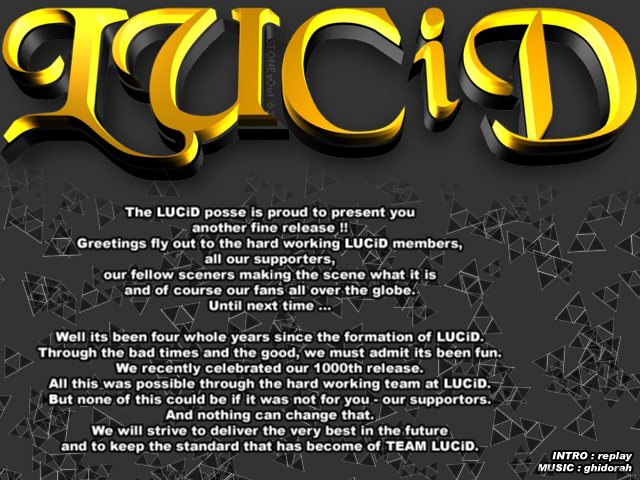 LUCiD
The LUCiD posse is proud to present you
another fine release !!
Greetings fly out to the hard working LUCiD members,
all our supporters,
our fellow sceners making the scene what it is
and of course our fans all over the globe.
Until next time ...
Well its been four whole years since the formation of LUCiD.
Through the bad times and the good, we must admit its been fun.
We recently celebrated our 1000th release.
All this was possible through the hard working team at LUCiD.
But none of this could be if it was not for you - our supportors.
And nothing can change that.
We will strive to deliver the very best in the future
and to keep the standard that has become of TEAM LUCiD.
INTRO : replay
MUSIC : ghidorah